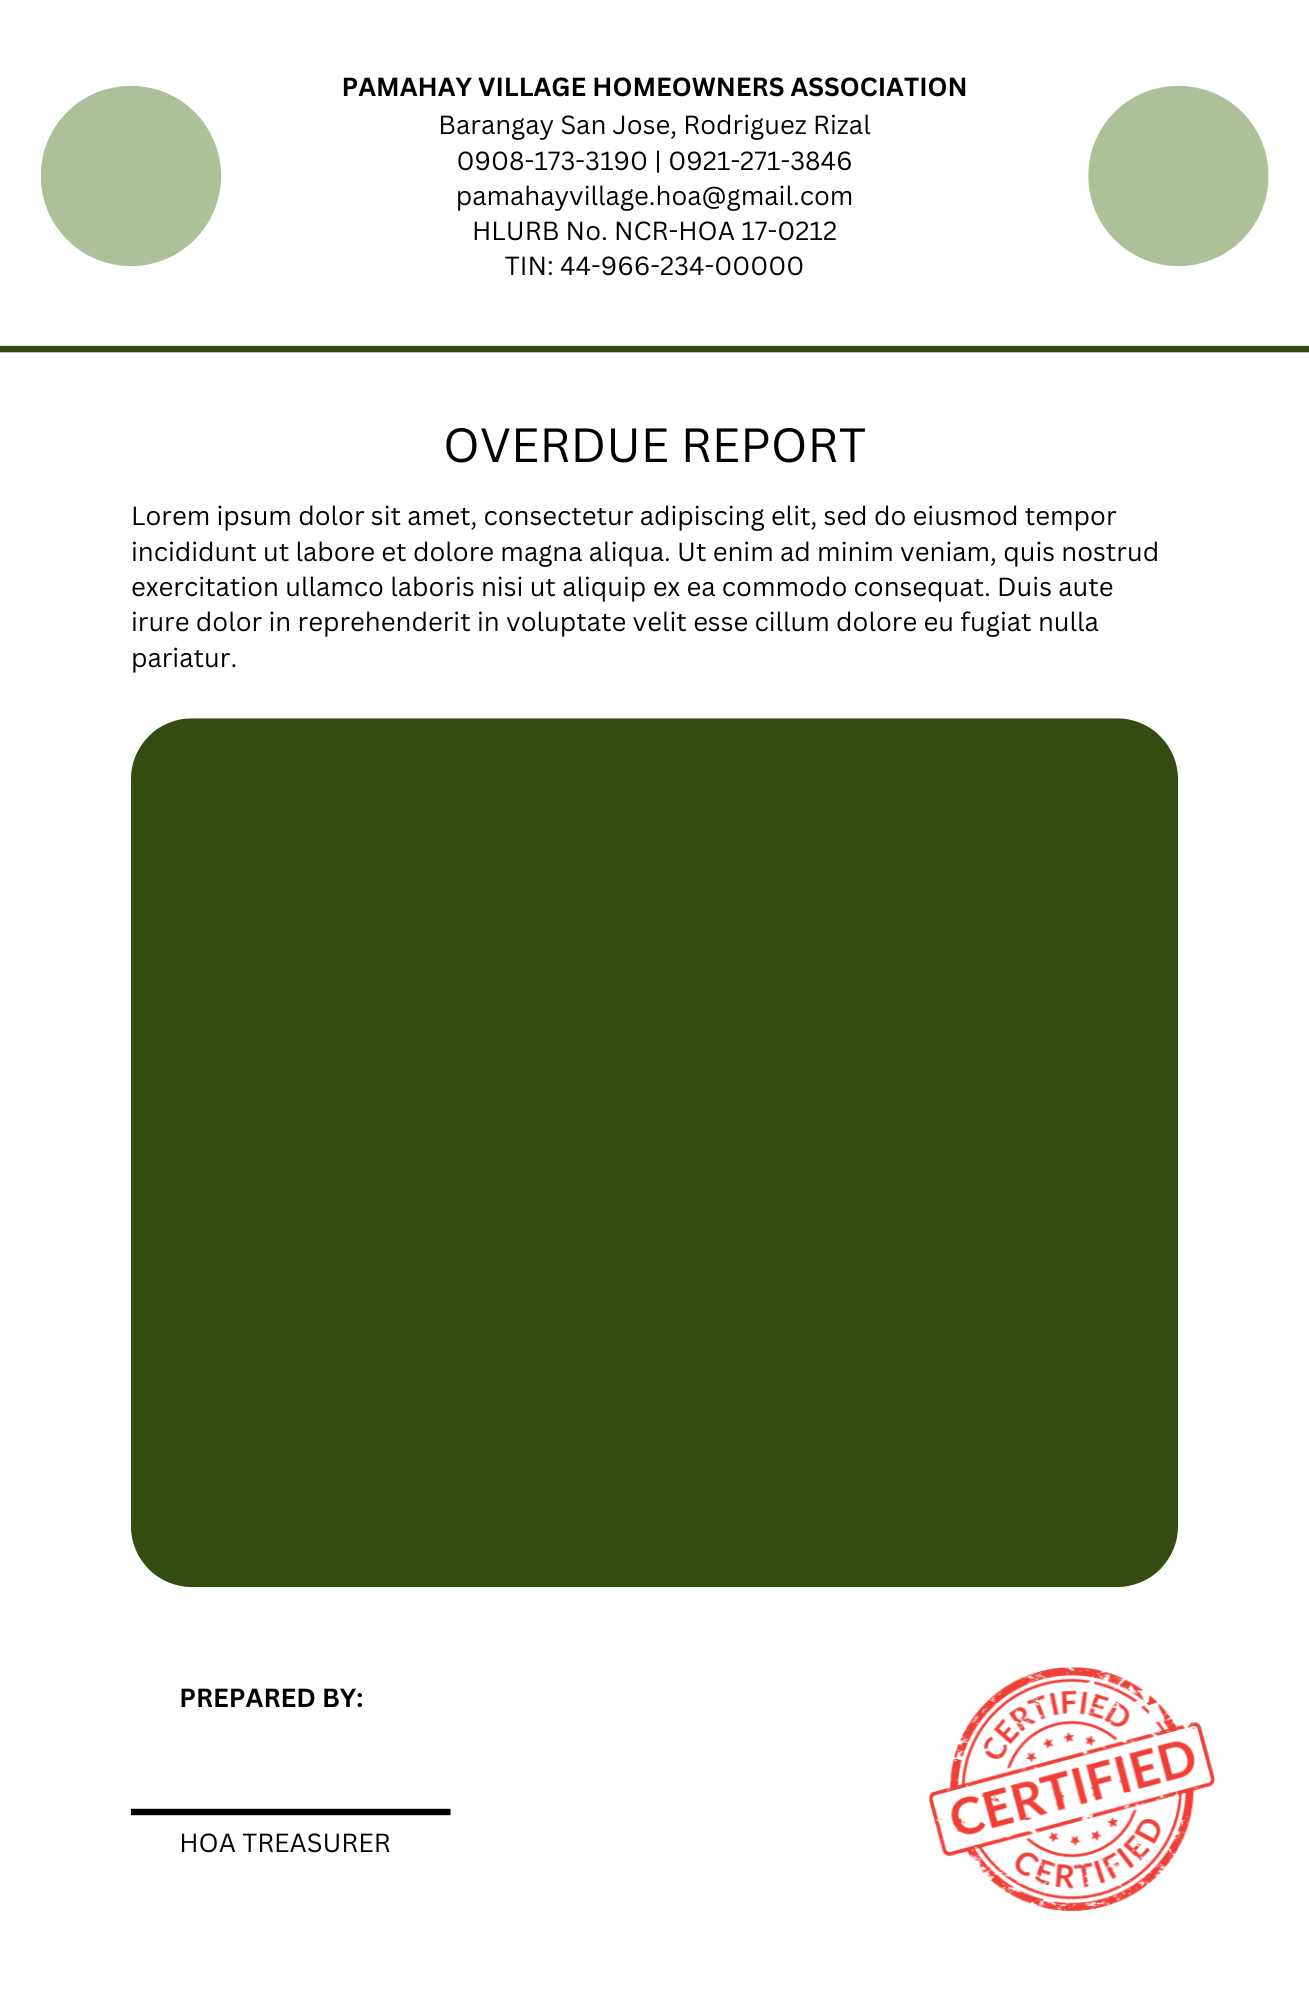 PAMAHAY VILLAGE HOMEOWNERS ASSOCIATION
Barangay San Jose, Rodriguez Rizal
0908-173-3190 | 0921-271-3846
pamahayvillage.hoa@gmail.com
HLURB No. NCR-HOA 17-0212
TIN: 44-966-234-00000
OVERDUE REPORT
Lorem ipsum dolor sit amet, consectetur adipiscing elit, sed do eiusmod tempor
incididunt ut labore et dolore magna aliqua. Ut enim ad minim veniam, quis nostrud
exercitation ullamco laboris nisi ut aliquip ex ea commodo consequat. Duis aute
irure dolor in reprehenderit in voluptate velit esse cillum dolore eu fugiat nulla
pariatur.
PREPARED BY:
HOA TREASURER
CERTIFIED
CERTIFIED
CERTIFIED